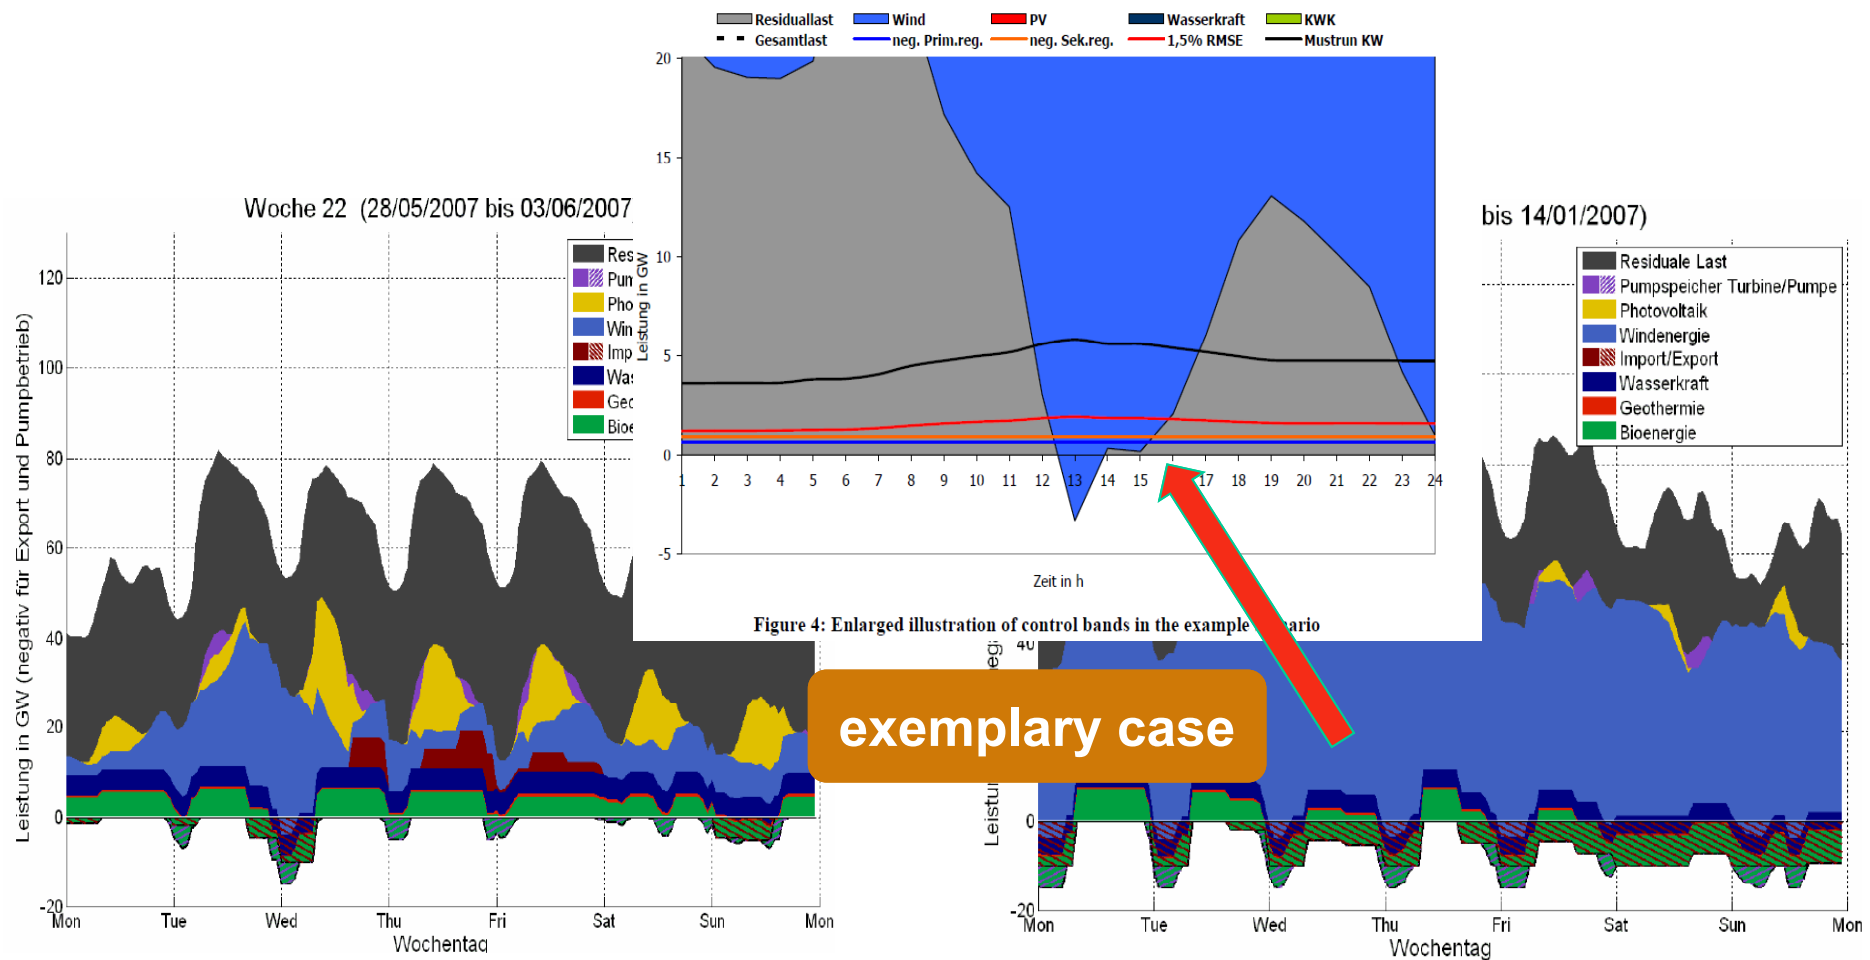 Residuallast Wind PV Wasserkraft KWK
Gesamtlast neg. Prim.reg. neg. Sek.reg. 1,5% RMSE Mustrun KW
20
15
10
5
0
-5
Leistung in GW
1 2 3 4 5 6 7 8 9 10 11 12 13 14 15 17 18 19 20 21 22 23 24
Zeit in h
Figure 4: Enlarged illustration of control bands in the example
Woche 22 (28/05/2007 bis 03/06/2007
120
100
80
60
40
20
0
-20
Leistung in GW (negativ für Export und Pumpbetrieb)
Mon Tue Wed Thu Fri Sat Sun Mon
Wochentag
exemplary case
bis 14/01/2007)
Residuale Last
Pumpspeicher Turbine/Pumpe
Photovoltaik
Windenergie
Import/Export
Wasserkraft
Geothermie
Bioenergie
40
0
-20
Mon Tue Wed Thu Fri Sat Sun Mon
Wochentag